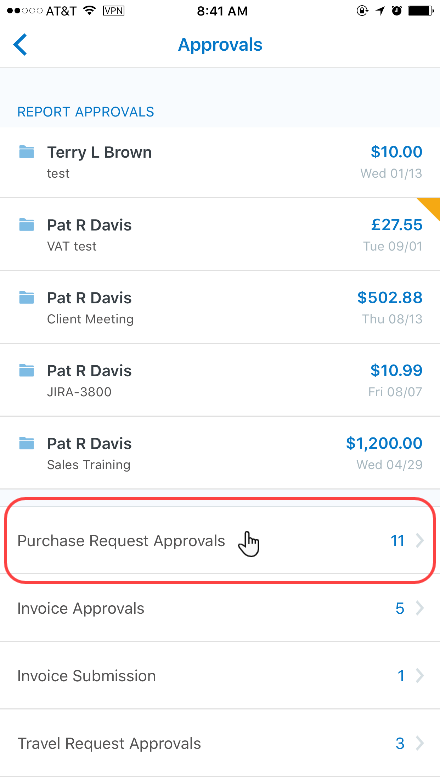 AT&T VPN 8:41 AM
Approvals
REPORT APPROVALS
Terry L Brown $10.00
test Wed 01/13
Pat R Davis £27.55
VAT test Tue 09/01
Pat R Davis $502.88
Client Meeting Thu 08/13
Pat R Davis $10.99
JIRA-3800 Fri 08/07
Pat R Davis $1,200.00
Sales Training Wed 04/29
Purchase Request Approvals 11
Invoice Approvals 5
Invoice Submission 1
Travel Request Approvals 3